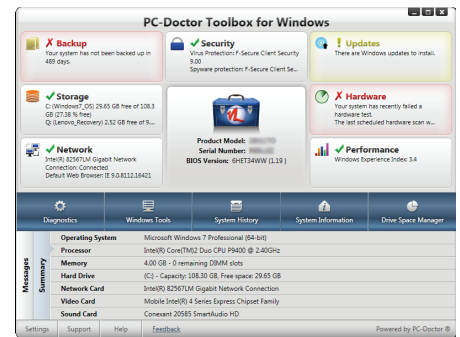 PC-Doctor Toolbox for Windows
Backup
Your system has not been backed up in
489 days.
Security
Virus Protection: F-Secure Client Security
9.00
Spyware protection: F-Secure Client Se...
Updates
There are Windows updates to install.
Storage
C: (Windows7_OS) 29.65 GB free of 108.3
GB (27.38 % free)
Q: (Lenovo_Recovery) 2.52 GB free of 9....
Product Model:
Serial Number:
BIOS Version: 6HET34WW (1.19 )
Hardware
Your system has recently failed a
hardware test.
The last scheduled hardware scan w...
Network
Intel(R) 82567LM Gigabit Network
Connection: Connected
Default Web Browser: IE 9.0.8112.16421
Performance
Windows Experience Index: 3.4
Diagnostics
Windows Tools
System History
System Information
Drive Space Manager
Messages
Summary
Operating System Microsoft Windows 7 Professional (64-bit)
Processor Intel(R) Core(TM)2 Duo CPU P9400 @ 2.40GHz
Memory 4.00 GB - 0 remaining DIMM slots
Hard Drive (C:) - Capacity: 108.30 GB, Free space: 29.65 GB
Network Card Intel(R) 82567LM Gigabit Network Connection
Video Card Mobile Intel(R) 4 Series Express Chipset Family
Sound Card Conexant 20585 SmartAudio HD
Settings Support Help Feedback Powered by PC-Doctor ®